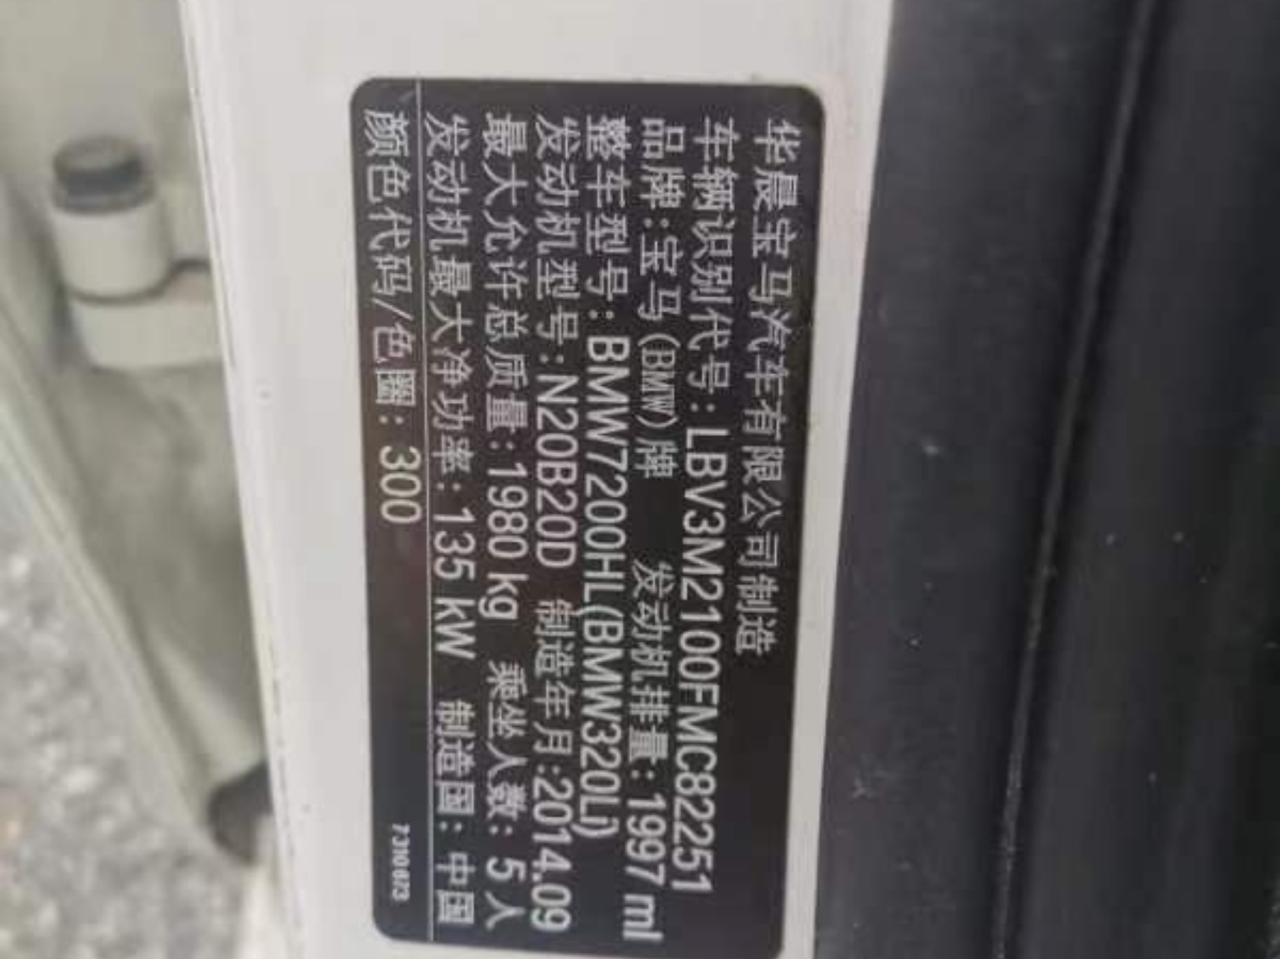 华晨宝马汽车有限公司制造
车辆识别代号:LBV3M2100FMC82251
品牌:宝马(BMW)牌 发动机排量:1997 ml
整车型号:BMW7200HL(BMW320Li)
发动机型号:N20B20D 制造年月:2014.09
最大允许总质量:1980 kg 乘坐人数:5人
发动机最大净功率:135 kW 制造国:中国
颜色代码/色圈:300